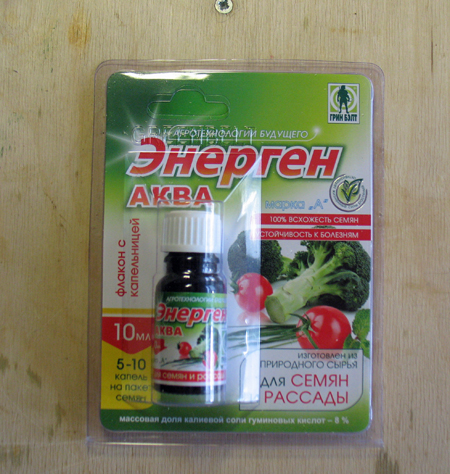 ГРИН БЭЛТ
АГРОТЕХНОЛОГИИ БУДУЩЕГО
Энерген
АКВА
марка „А"
100% ВСХОЖЕСТЬ СЕМЯН
УСТОЙЧИВОСТЬ К БОЛЕЗНЯМ
флакон с
капельницей
10 мл
5-10
капель
на пакет
семян
АГРОТЕХНОЛОГИИ
Энерген
АКВА
семян и рассады
изготовлен из
ПРИРОДНОГО СЫРЬЯ
для СЕМЯН
РАССАДЫ
массовая доля калиевой соли гуминовых кислот – 8 %